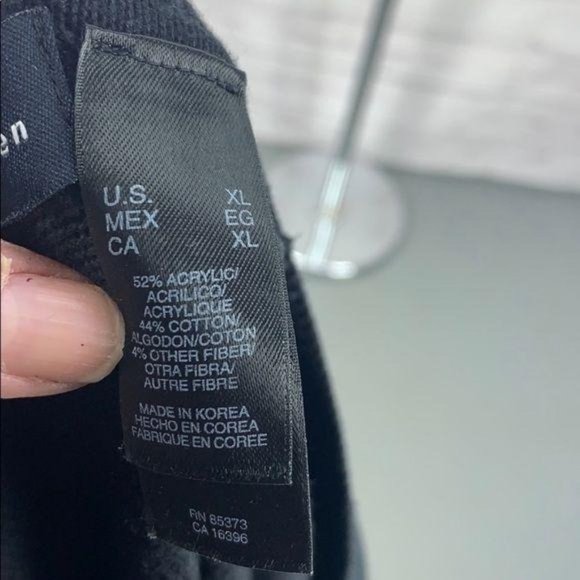 en
U.S. XL
MEX EG
CA XL
52% ACRYLIC/
ACRILICO/
ACRYLIQUE
44% COTTON/
ALGODON/COTON
4% OTHER FIBER/
OTRA FIBRA/
AUTRE FIBRE
MADE IN KOREA
HECHO EN COREA
FABRIQUE EN COREE
RN 85373
CA 16396